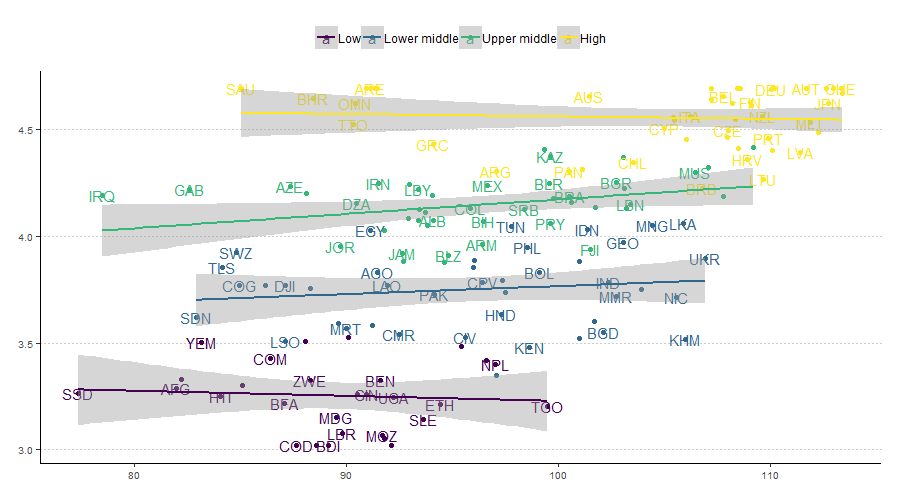 a Low a Lower middle a Upper middle a High
SAU ARE BEL DEU AUT CHE
BHR OMN AUS FIN JPN
TTO CYP ITA NZL MLT
GRC CZE PRT
KAZ HRV LVA
ARG PAN CHL MUS LTU
IRQ GAB AZE IRN LBY MEX BLR BGR BRB
DZA COL SRB BRA LBN
EGY ALB BIH TUN PRY IDN MNG LKA
JOR ARM PHL FJI GEO
SWZ JAM BLZ UKR
TLS AGO BOL
COG DJI LAO CPV IND
PAK MMR NIC
SDN HND
MRT CMR CIV BGD
YEM LSO KEN KHM
COM NPL
SSD AFG ZWE BEN
HTI GIN UGA
BFA ETH TGO
MDG SLE
LBR MOZ
COD BDI
4.5
4.0
3.5
3.0
80 90 100 110